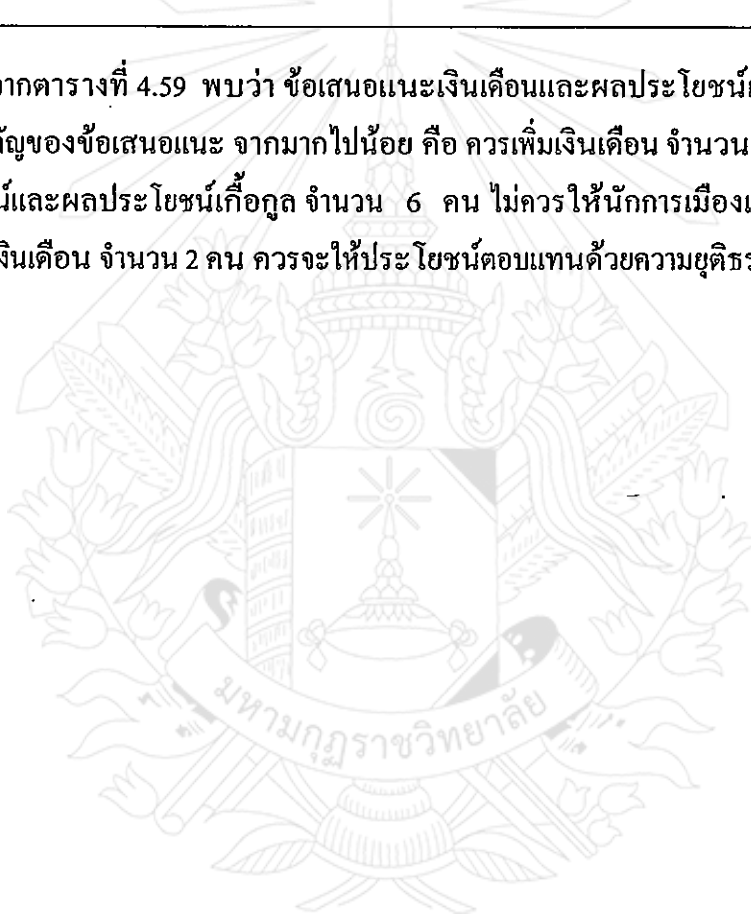 ากตารางที่ 4.59 พบว่า ข้อเสนอแนะเงินเดือนและผลประโยชน์
ัญของข้อเสนอแนะ จากมากไปน้อย คือ ควรเพิ่มเงินเดือน จำนวน
น์และผลประโยชน์เกื้อกูล จำนวน 6 คน ไม่ควรให้นักการเมือง
งินเดือน จำนวน 2 คน ควรจะให้ประโยชน์ตอบแทนด้วยความยุติธร
มหามกุฏราชวิทยาลัย